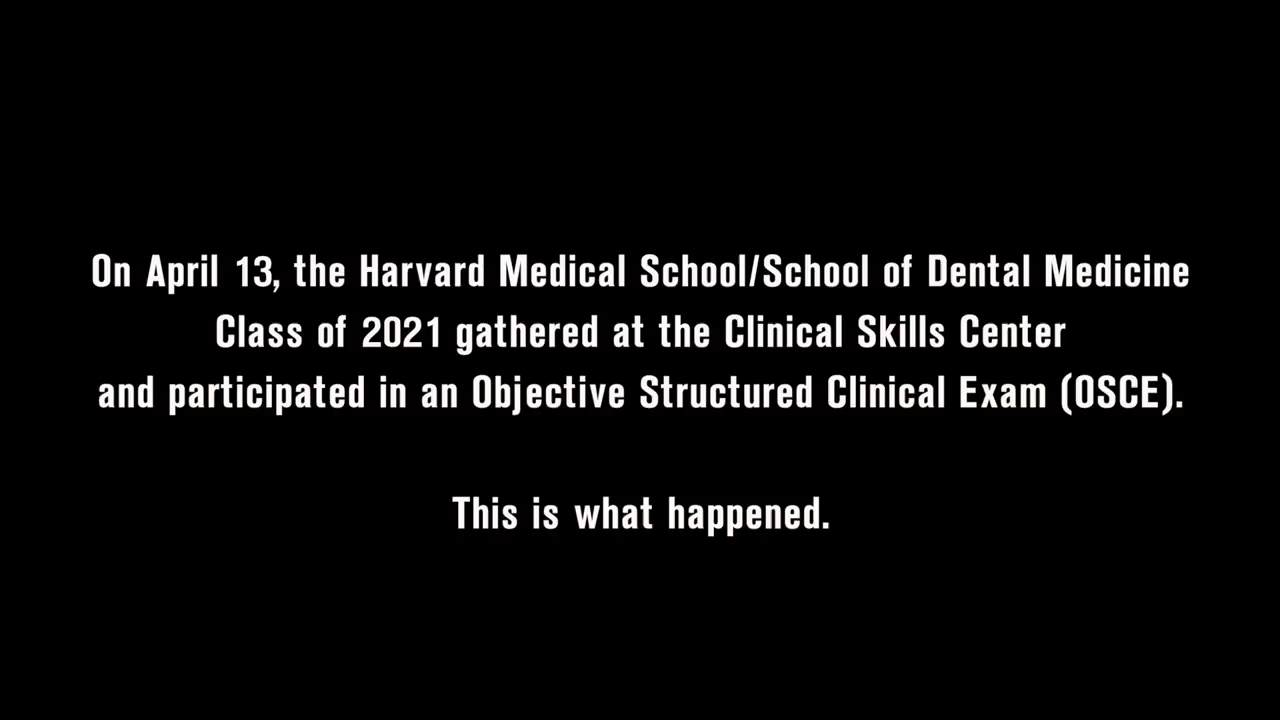 On April 13, the Harvard Medical School/School of Dental Medicine
Class of 2021 gathered at the Clinical Skills Center
and participated in an Objective Structured Clinical Exam (OSCE).
This is what happened.